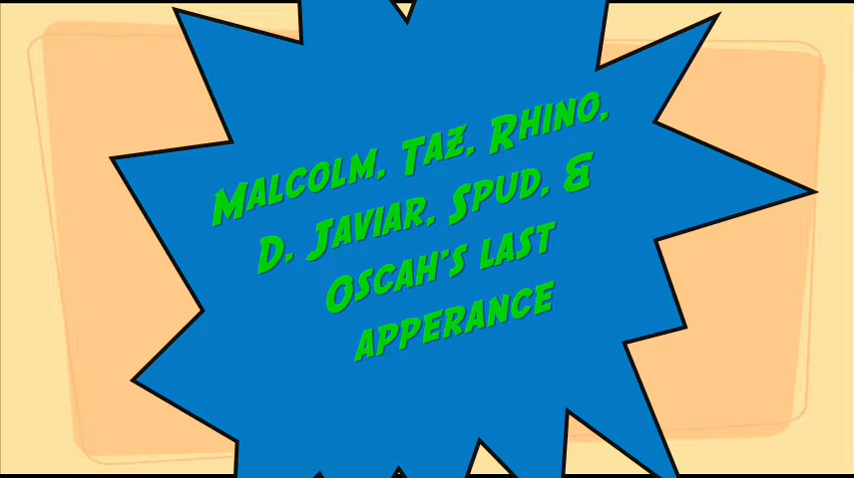 Malcolm, Taz, Rhino,
D. Javiar, Spud, &
Oscah's last
apperance